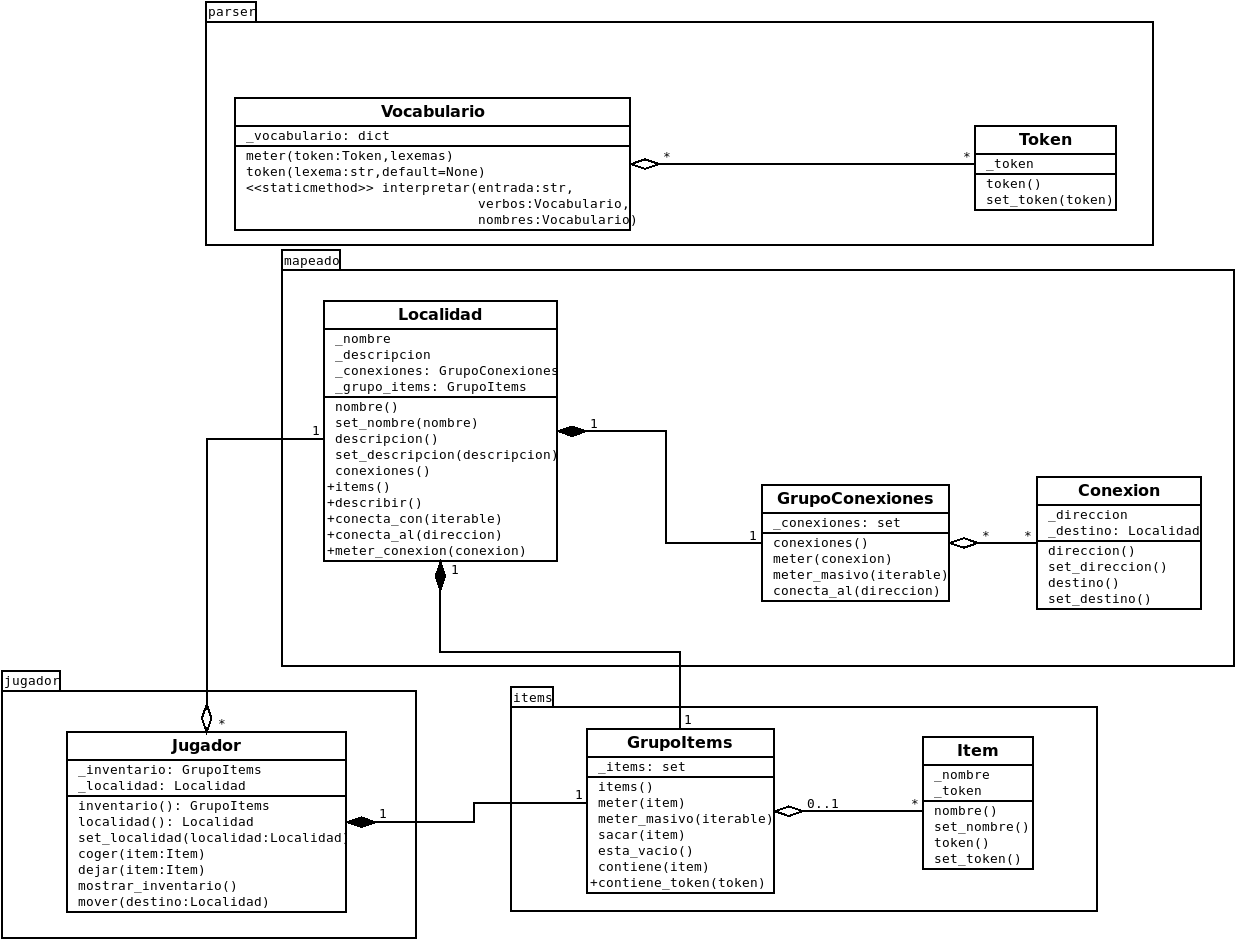 parser
Vocabulario
_vocabulario: dict
meter(token:Token,lexemas)
token(lexema:str,default=None)
<<staticmethod>> interpretar(entrada:str,
verbos:Vocabulario,
nombres:Vocabulario)
*
*
Token
_token
token()
set_token(token)
mapeado
Localidad
_nombre
_descripcion
_conexiones: GrupoConexiones
_grupo_items: GrupoItems
nombre()
set_nombre(nombre)
descripcion()
set_descripcion(descripcion)
conexiones()
+items()
+describir()
+conecta_con(iterable)
+conecta_al(direccion)
+meter_conexion(conexion)
1
1
1
1
GrupoConexiones
_conexiones: set
conexiones()
meter(conexion)
meter_masivo(iterable)
conecta_al(direccion)
*
*
Conexion
_direccion
_destino: Localidad
direccion()
set_direccion()
destino()
set_destino()
jugador
*
Jugador
_inventario: GrupoItems
_localidad: Localidad
inventario(): GrupoItems
localidad(): Localidad
set_localidad(localidad:Localidad)
coger(item:Item)
dejar(item:Item)
mostrar_inventario()
mover(destino:Localidad)
1
1
items
1
GrupoItems
_items: set
items()
meter(item)
meter_masivo(iterable)
sacar(item)
esta_vacio()
contiene(item)
+contiene_token(token)
0..1
*
Item
_nombre
_token
nombre()
set_nombre()
token()
set_token()